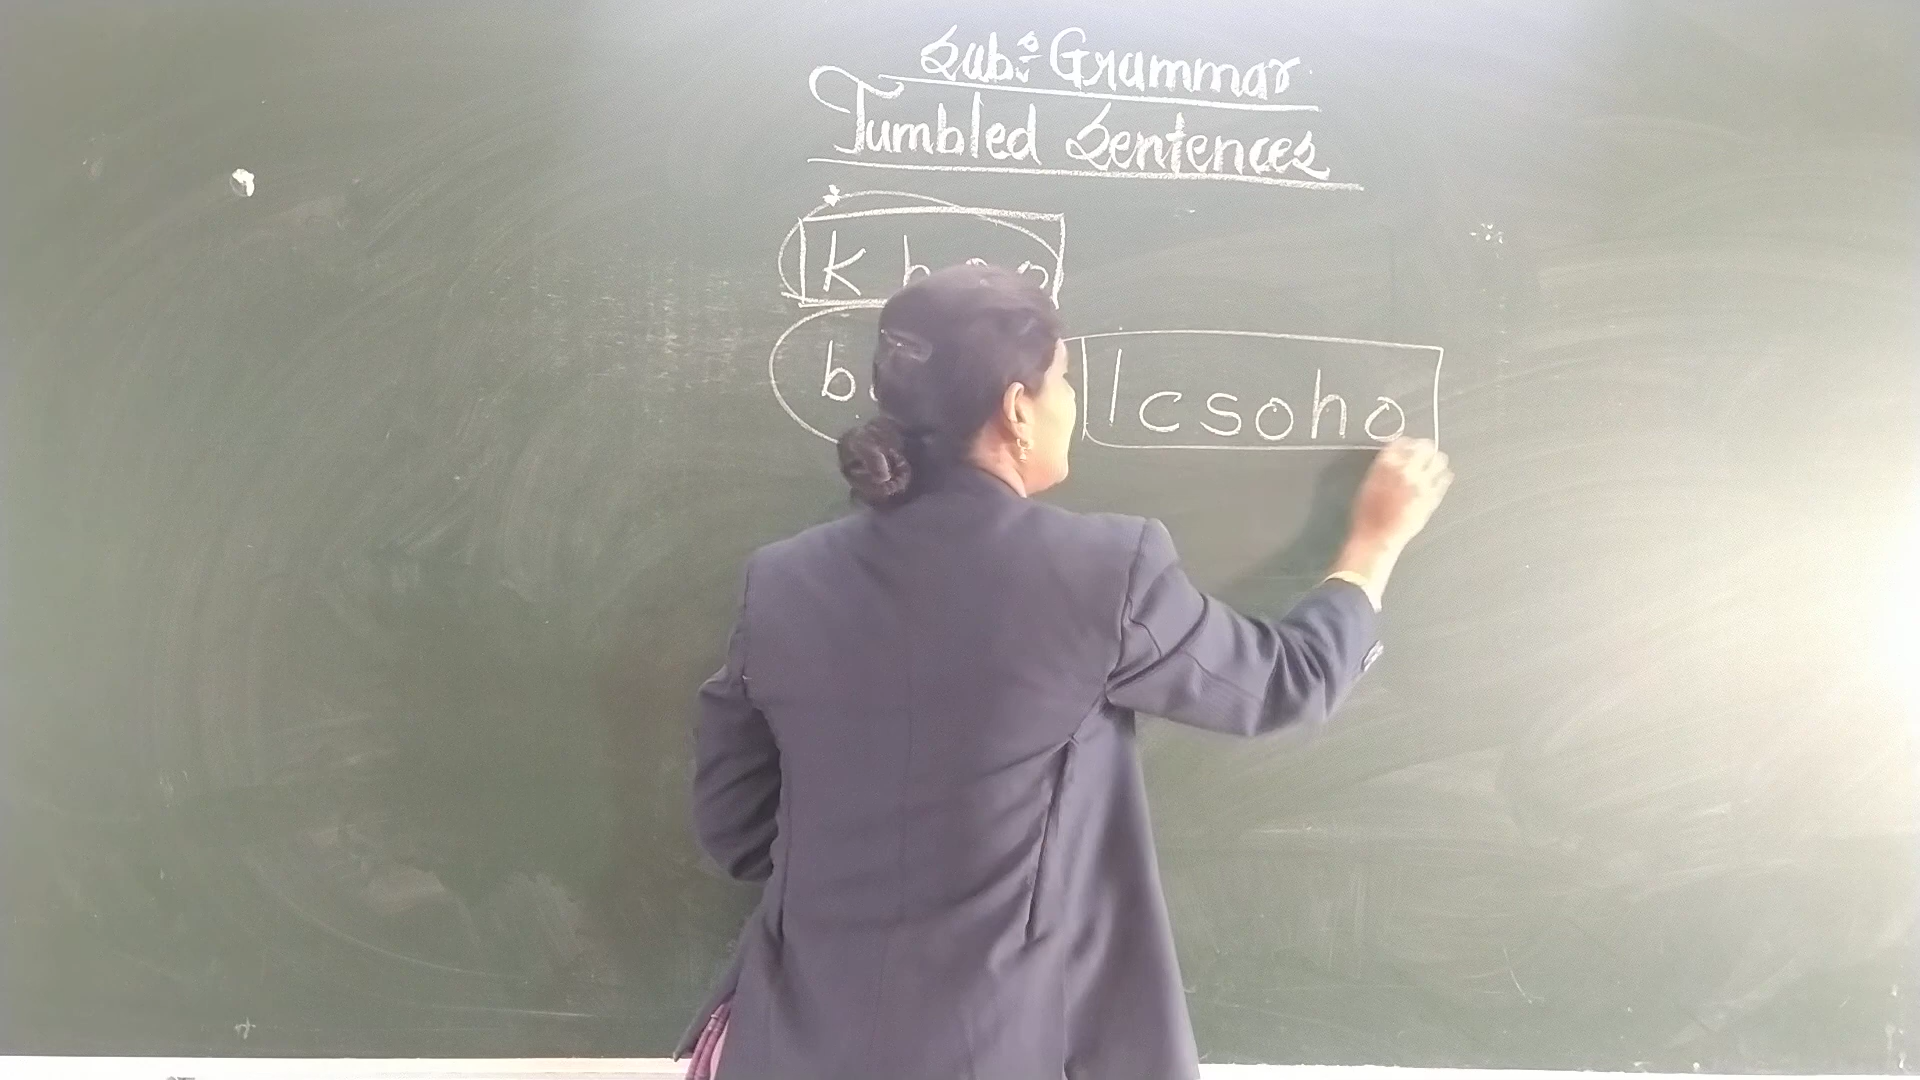 Sub:- Grammar
Jumbled Sentences
k b o o
lcsoho